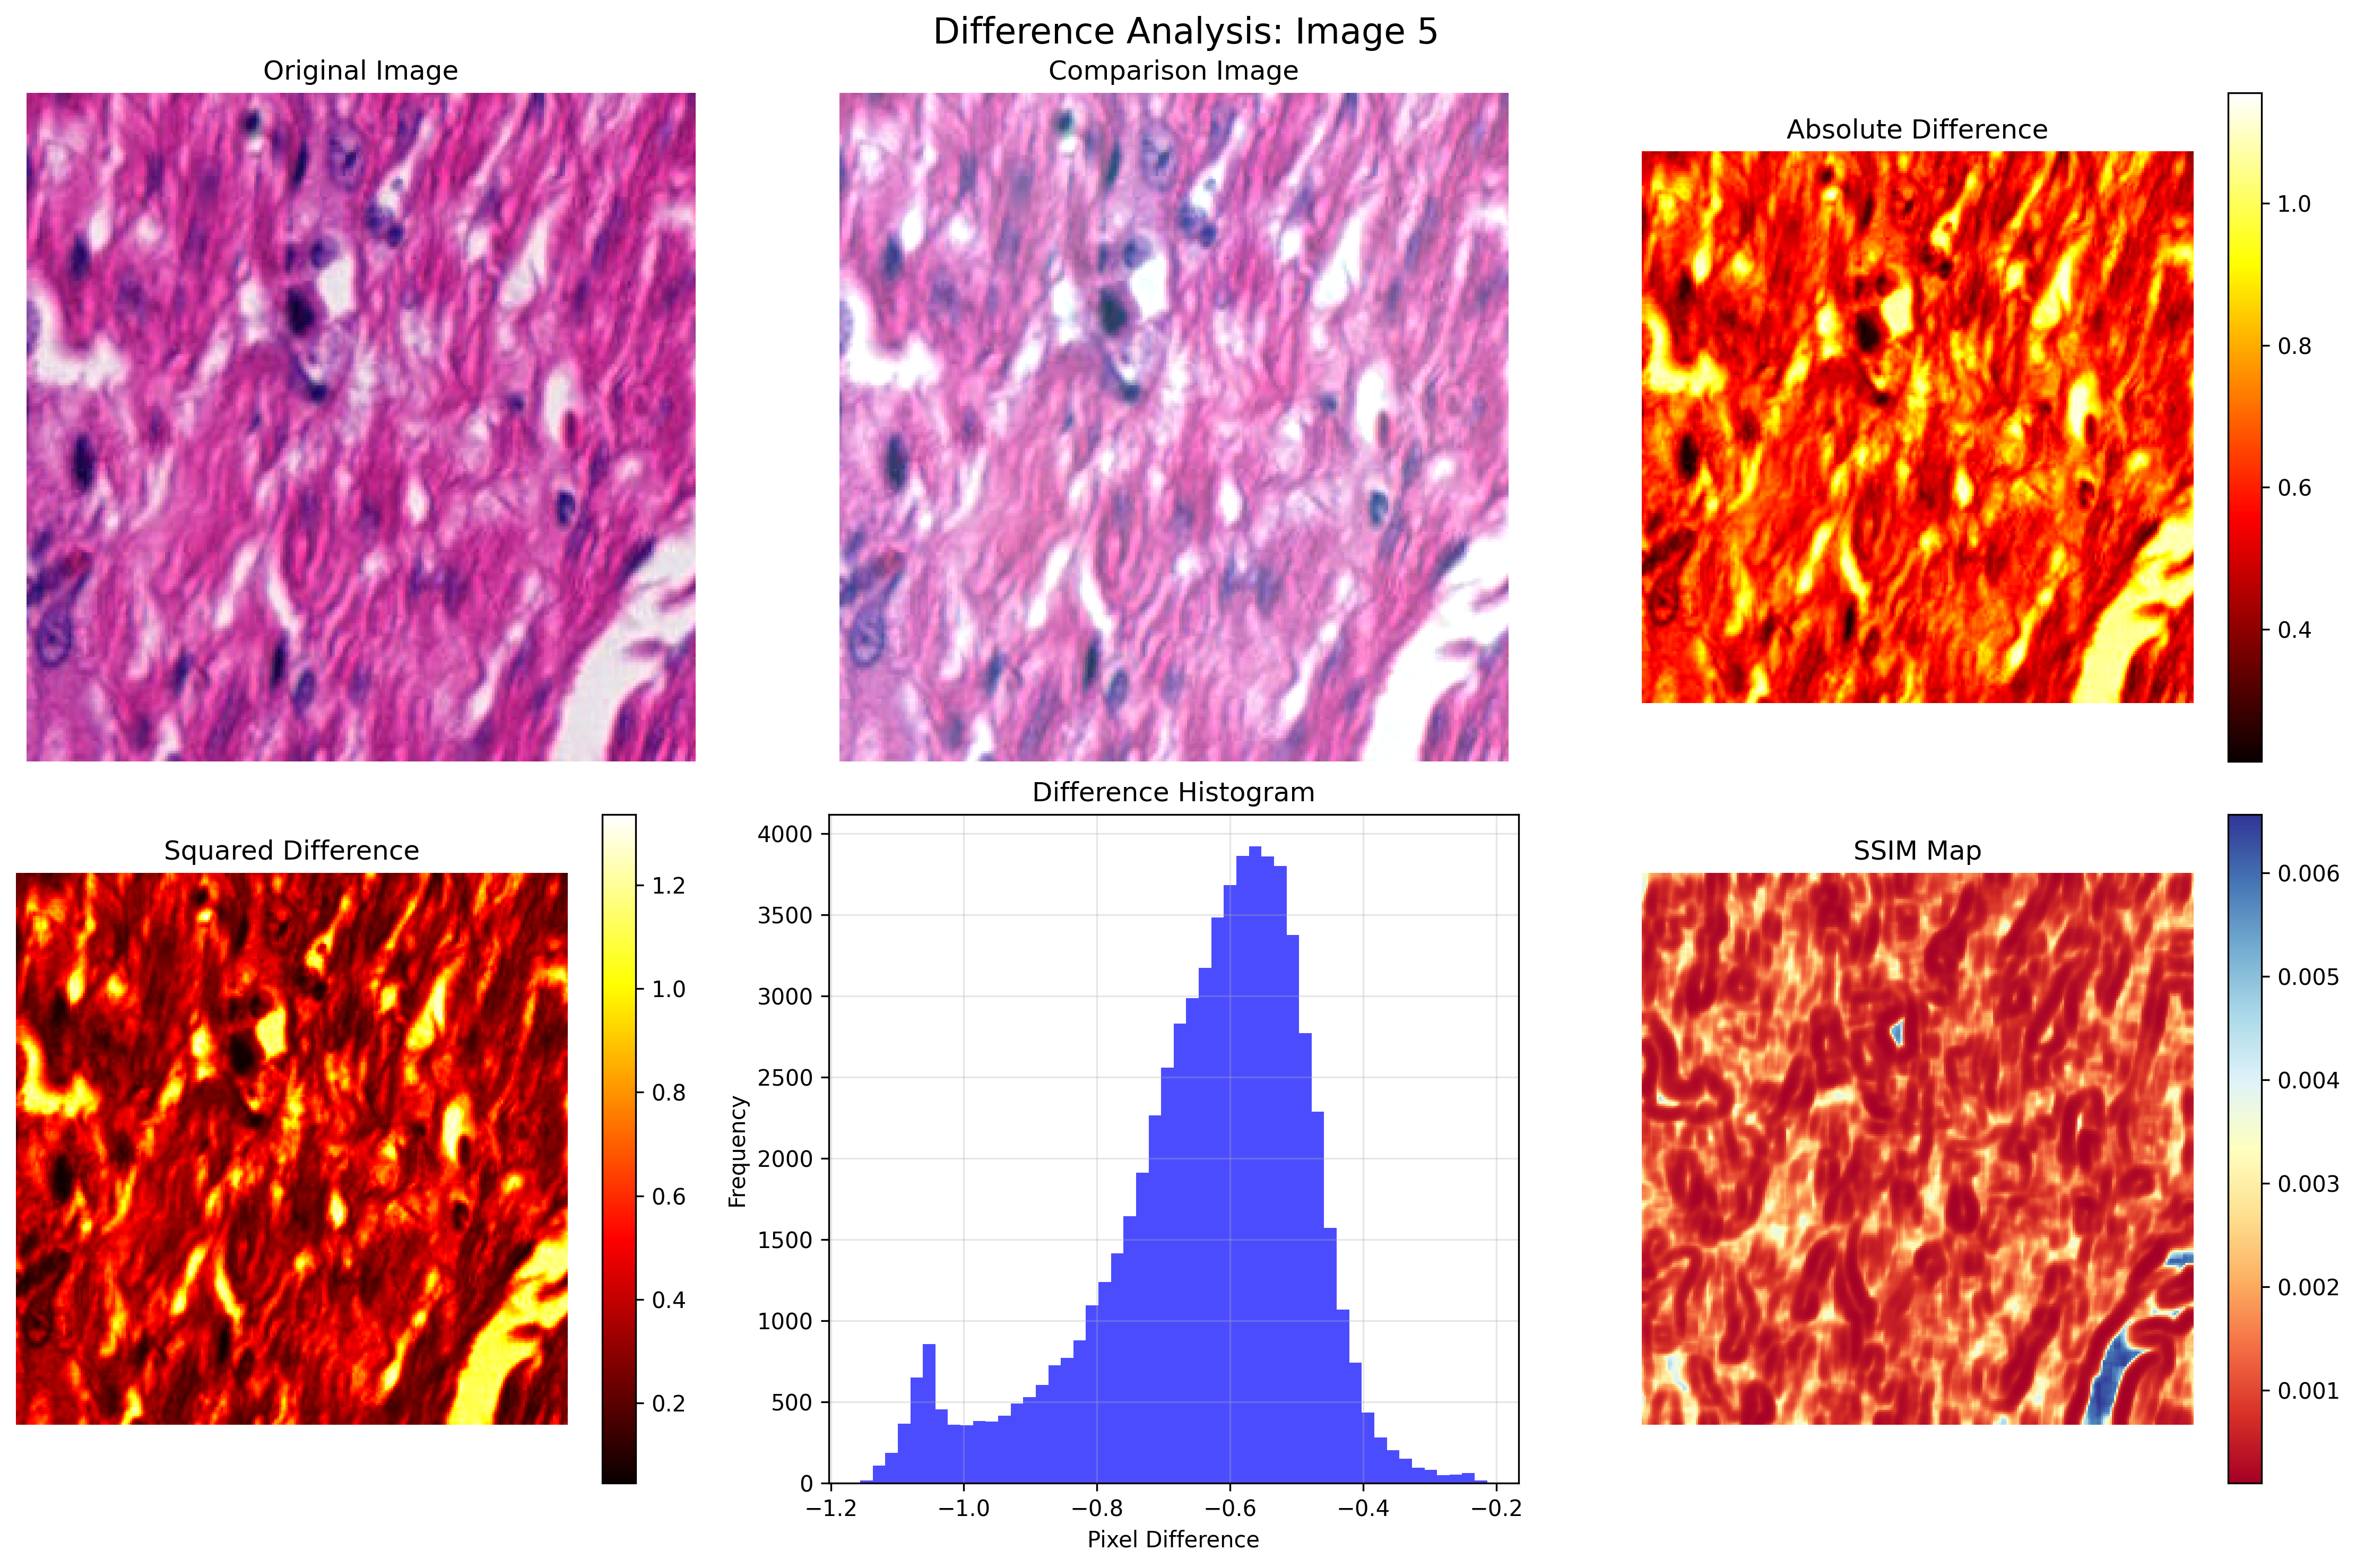 Difference Analysis: Image 5
Original Image
Comparison Image
Absolute Difference
1.0
0.8
0.6
0.4
Squared Difference
1.2
1.0
0.8
0.6
0.4
0.2
Difference Histogram
Frequency
4000
3500
3000
2500
2000
1500
1000
500
0
−1.2 −1.0 −0.8 −0.6 −0.4 −0.2
Pixel Difference
SSIM Map
0.006
0.005
0.004
0.003
0.002
0.001